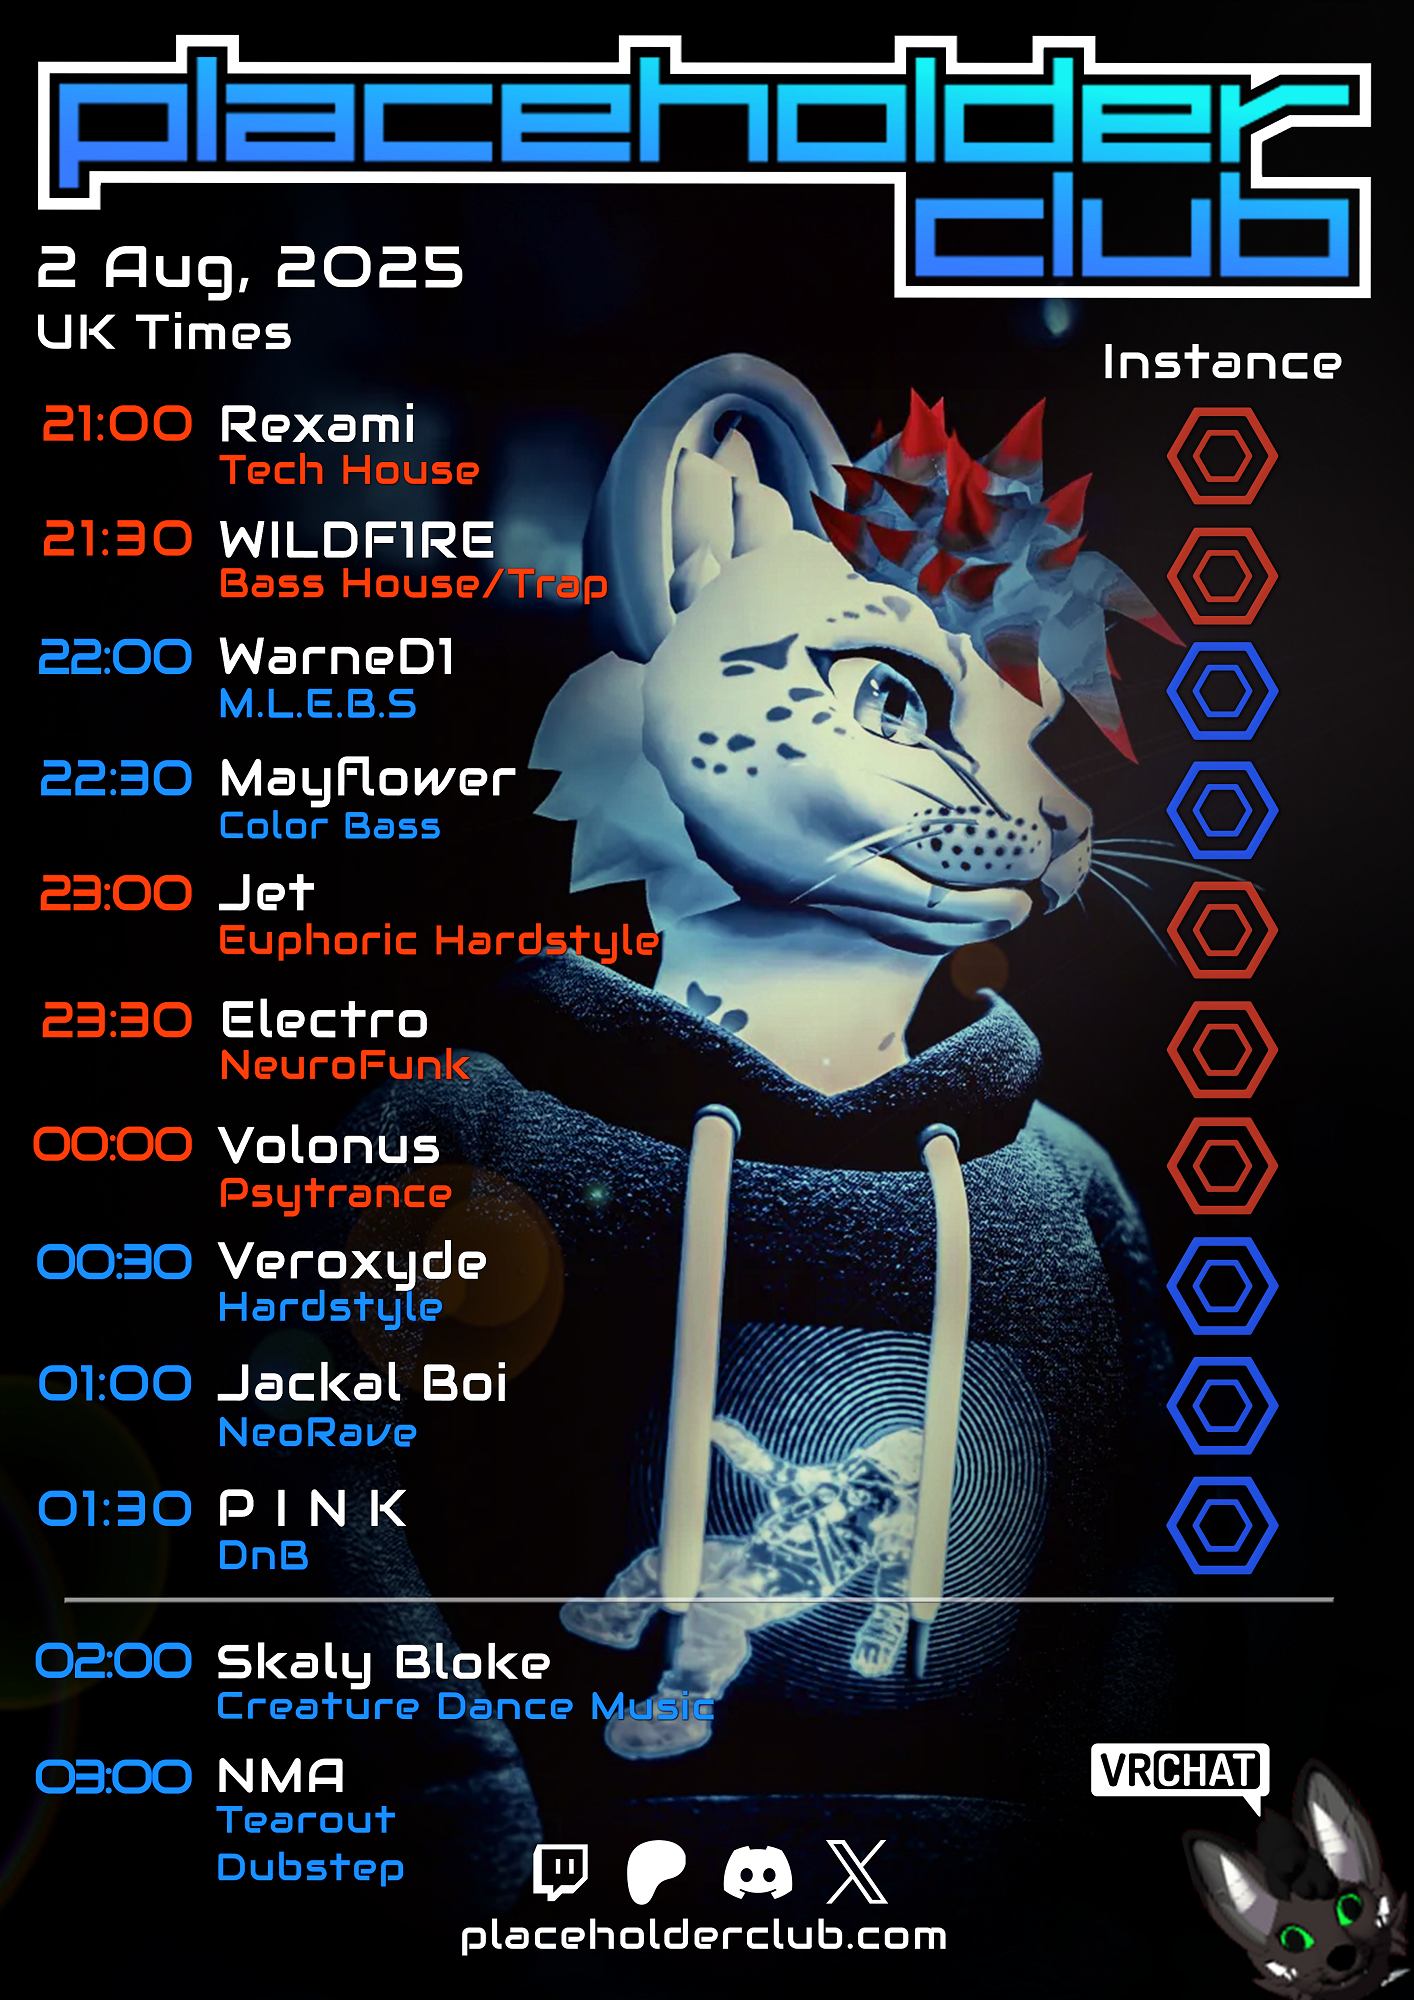 placeholder
club
2 Aug, 2025
UK Times
Instance
21:00 Rexami
Tech House
21:30 WILDF1RE
Bass House/Trap
22:00 WarneD1
M.L.E.B.S
22:30 Mayflower
Color Bass
23:00 Jet
Euphoric Hardstyle
23:30 Electro
NeuroFunk
00:00 Volonus
Psytrance
00:30 Veroxyde
Hardstyle
01:00 Jackal Boi
NeoRave
01:30 P I N K
DnB
02:00 Skaly Bloke
Creature Dance Music
03:00 NMA
Tearout
Dubstep
VRCHAT
placeholderclub.com